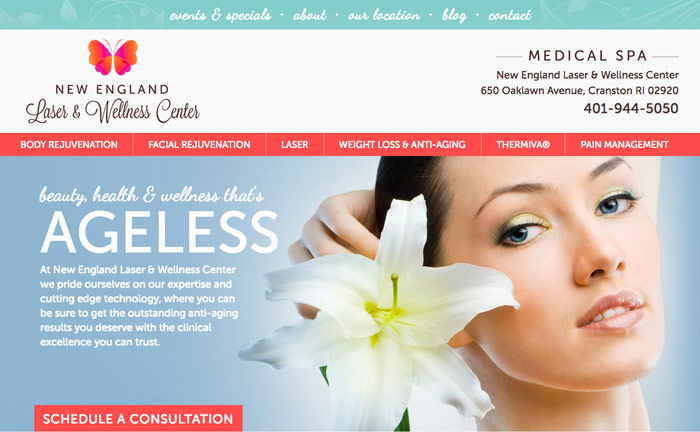 events & specials · about · our location · blog · contact
NEW ENGLAND
Laser & Wellness Center
MEDICAL SPA
New England Laser & Wellness Center
650 Oaklawn Avenue, Cranston RI 02920
401-944-5050
BODY REJUVENATION
FACIAL REJUVENATION
LASER
WEIGHT LOSS & ANTI-AGING
THERMIVA®
PAIN MANAGEMENT
beauty, health & wellness that's
AGELESS
At New England Laser & Wellness Center
we pride ourselves on our expertise and
cutting edge technology, where you can
be sure to get the outstanding anti-aging
results you deserve with the clinical
excellence you can trust.
SCHEDULE A CONSULTATION